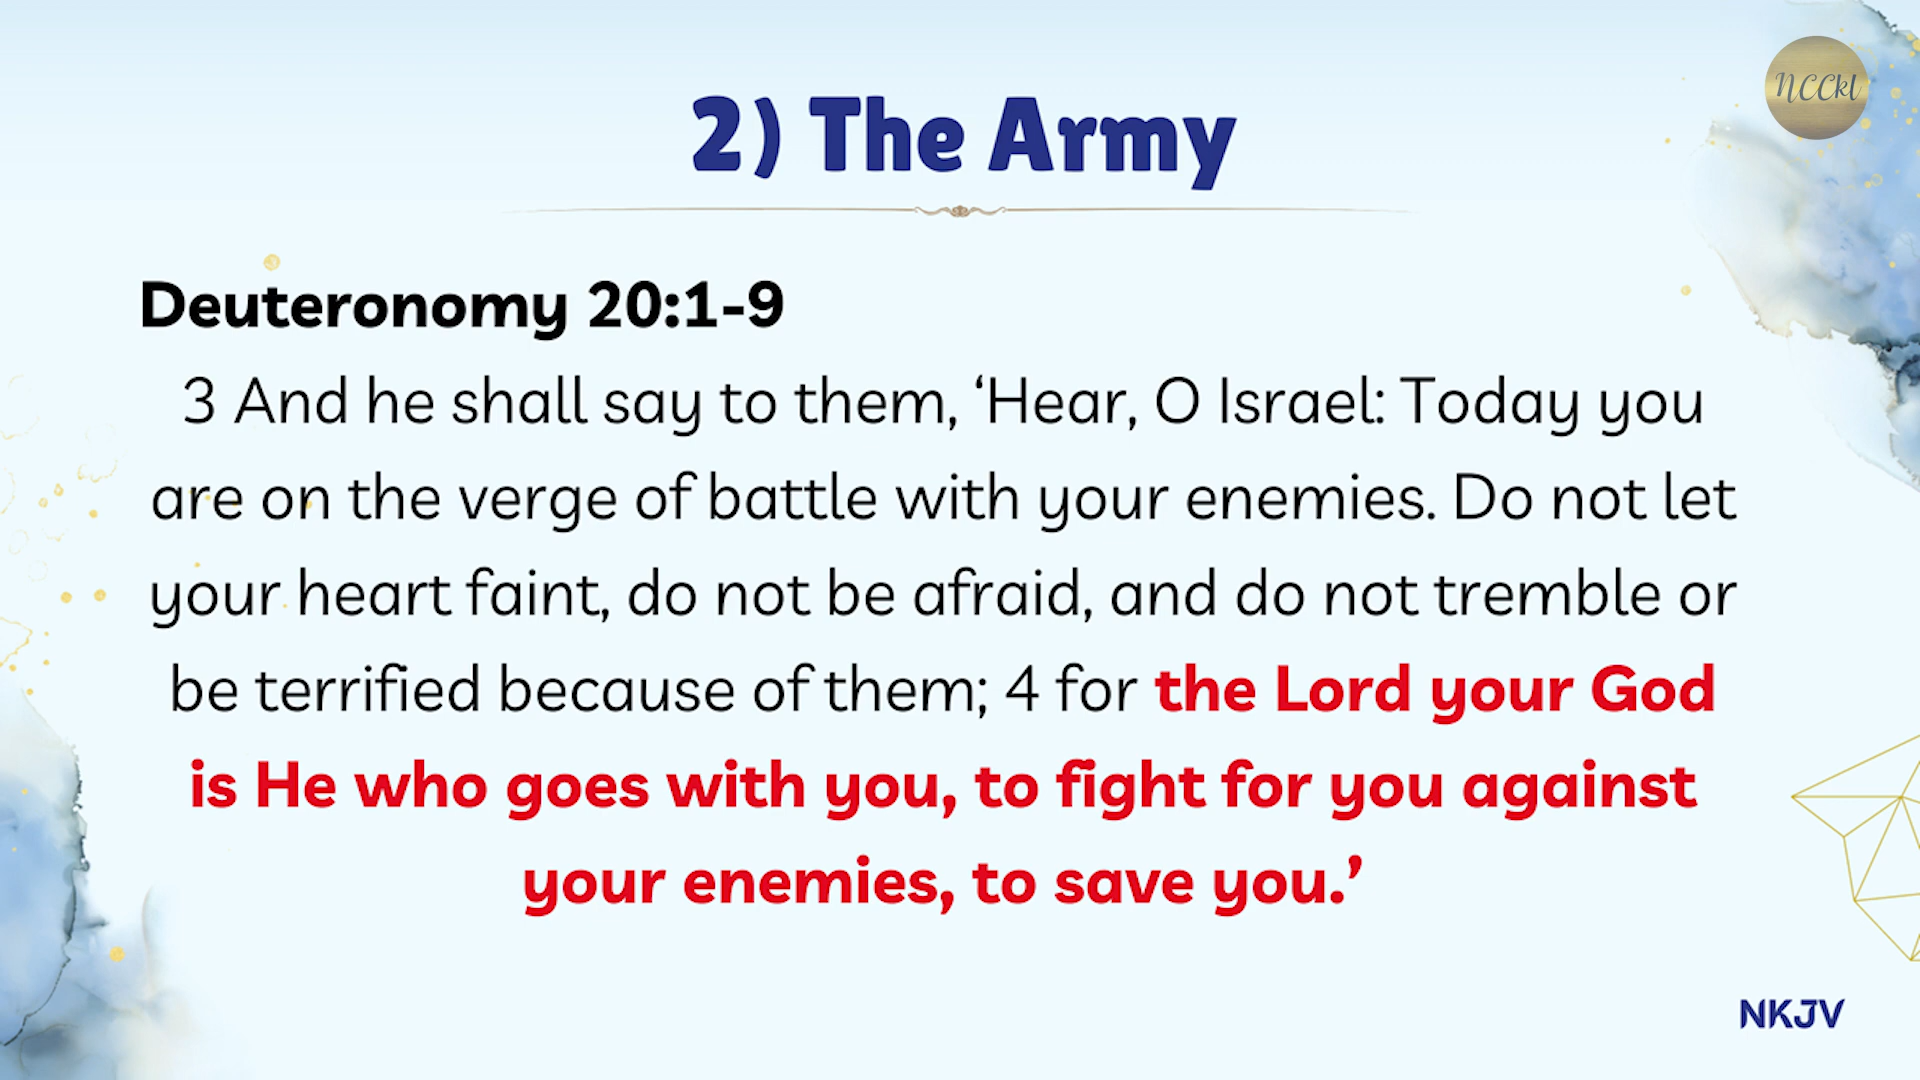 NCCkl
2) The Army
Deuteronomy 20:1-9
3 And he shall say to them, ‘Hear, O Israel: Today you
are on the verge of battle with your enemies. Do not let
your heart faint, do not be afraid, and do not tremble or
be terrified because of them; 4 for the Lord your God
is He who goes with you, to fight for you against
your enemies, to save you.’
NKJV